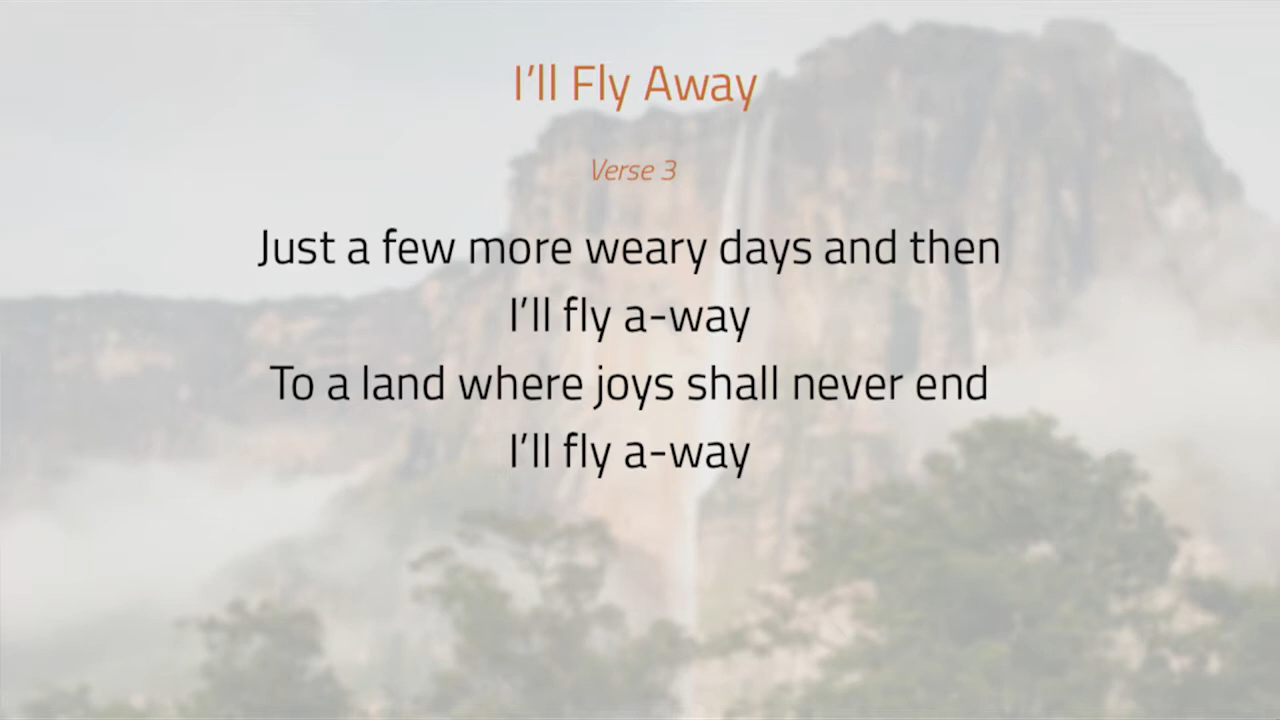 I’ll Fly Away
Verse 3
Just a few more weary days and then
I’ll fly a-way
To a land where joys shall never end
I’ll fly a-way